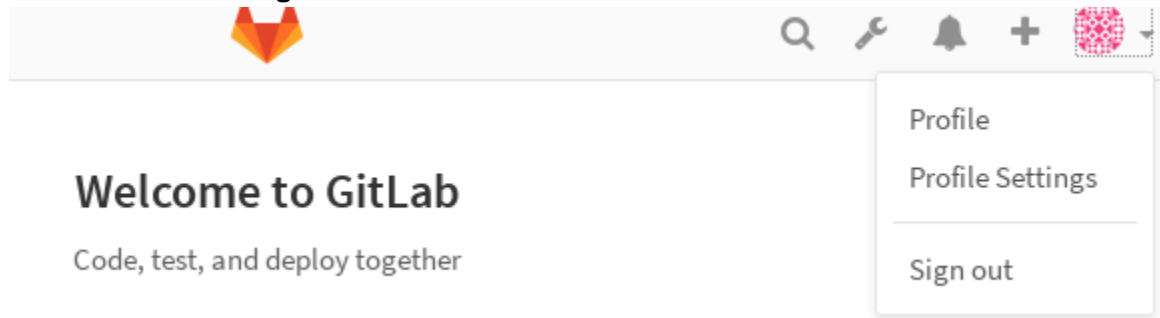 Profile
Welcome to GitLab
Profile Settings
Code, test, and deploy together
Sign out